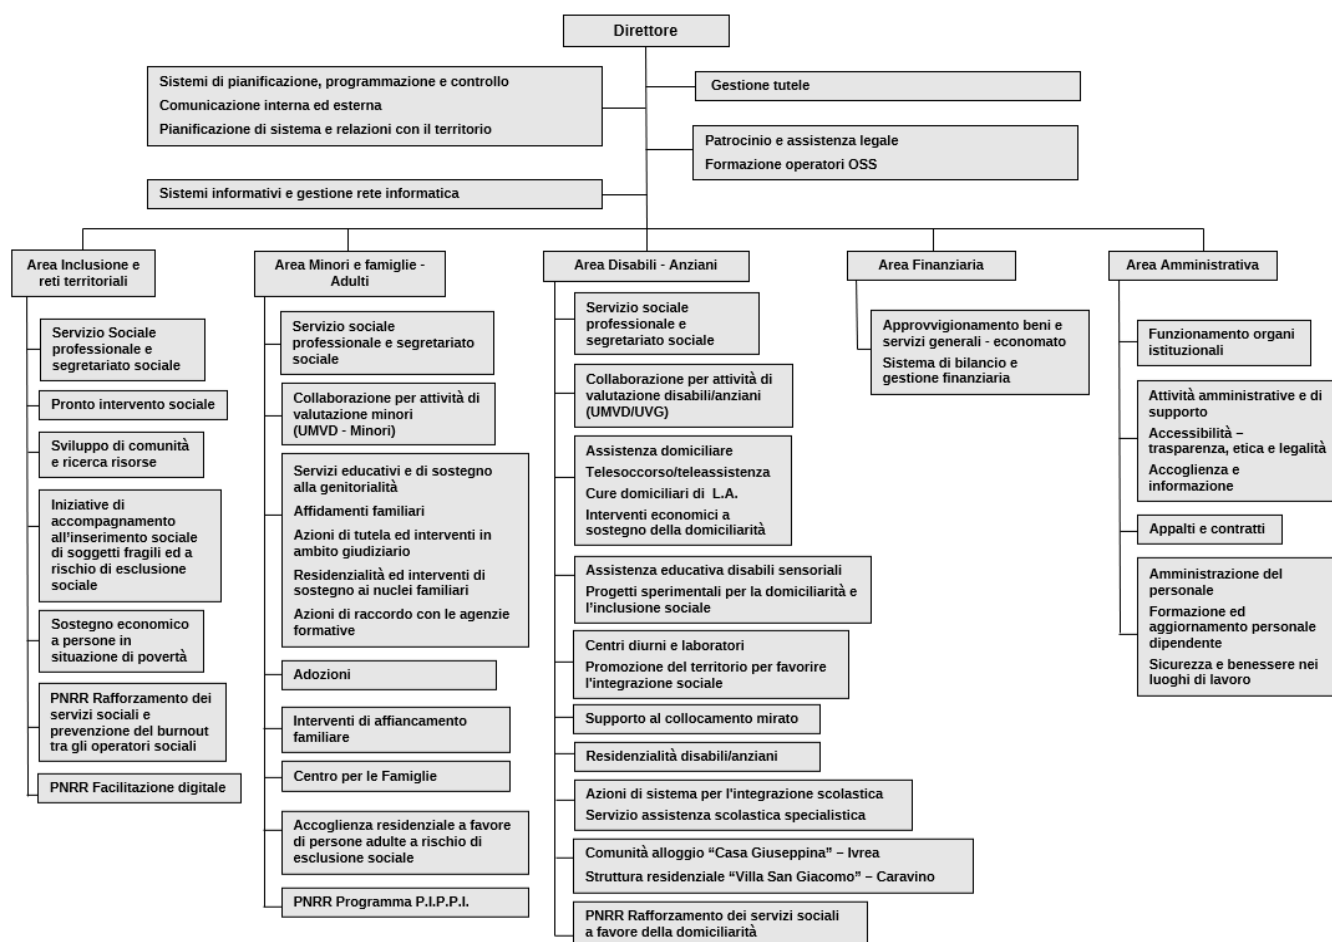 Direttore
Sistemi di pianificazione, programmazione e controllo
Comunicazione interna ed esterna
Pianificazione di sistema e relazioni con il territorio
Gestione tutele
Patrocinio e assistenza legale
Formazione operatori OSS
Sistemi informativi e gestione rete informatica
Area Inclusione e
reti territoriali
Servizio Sociale
professionale e
segretariato sociale
Pronto intervento sociale
Sviluppo di comunità
e ricerca risorse
Iniziative di
accompagnamento
all'inserimento sociale
di soggetti fragili ed a
rischio di esclusione
sociale
Sostegno economico
a persone in
situazione di povertà
PNRR Rafforzamento dei
servizi sociali e
prevenzione del burnout
tra gli operatori sociali
PNRR Facilitazione digitale
Area Minori e famiglie -
Adulti
Servizio sociale
professionale e segretariato
sociale
Collaborazione per attività di
valutazione minori
(UMVD - Minori)
Servizi educativi e di sostegno
alla genitorialità
Affidamenti familiari
Azioni di tutela ed interventi in
ambito giudiziario
Residenzialità ed interventi di
sostegno ai nuclei familiari
Azioni di raccordo con le agenzie
formative
Adozioni
Interventi di affiancamento
familiare
Centro per le Famiglie
Accoglienza residenziale a favore
di persone adulte a rischio di
esclusione sociale
PNRR Programma P.I.P.P.I.
Area Disabili - Anziani
Servizio sociale
professionale e
segretariato sociale
Collaborazione per attività di
valutazione disabili/anziani
(UMVD/UVG)
Assistenza domiciliare
Telesoccorso/teleassistenza
Cure domiciliari di L.A.
Interventi economici a
sostegno della domiciliarità
Assistenza educativa disabili sensoriali
Progetti sperimentali per la domiciliarità e
l'inclusione sociale
Centri diurni e laboratori
Promozione del territorio per favorire
l'integrazione sociale
Supporto al collocamento mirato
Residenzialità disabili/anziani
Azioni di sistema per l'integrazione scolastica
Servizio assistenza scolastica specialistica
Comunità alloggio “Casa Giuseppina” – Ivrea
Struttura residenziale “Villa San Giacomo” – Caravino
PNRR Rafforzamento dei servizi sociali
a favore della domiciliarità
Area Finanziaria
Approvvigionamento beni e
servizi generali - economato
Sistema di bilancio e
gestione finanziaria
Area Amministrativa
Funzionamento organi
istituzionali
Attività amministrative e di
supporto
Accessibilità –
trasparenza, etica e legalità
Accoglienza e
informazione
Appalti e contratti
Amministrazione del
personale
Formazione ed
aggiornamento personale
dipendente
Sicurezza e benessere nei
luoghi di lavoro